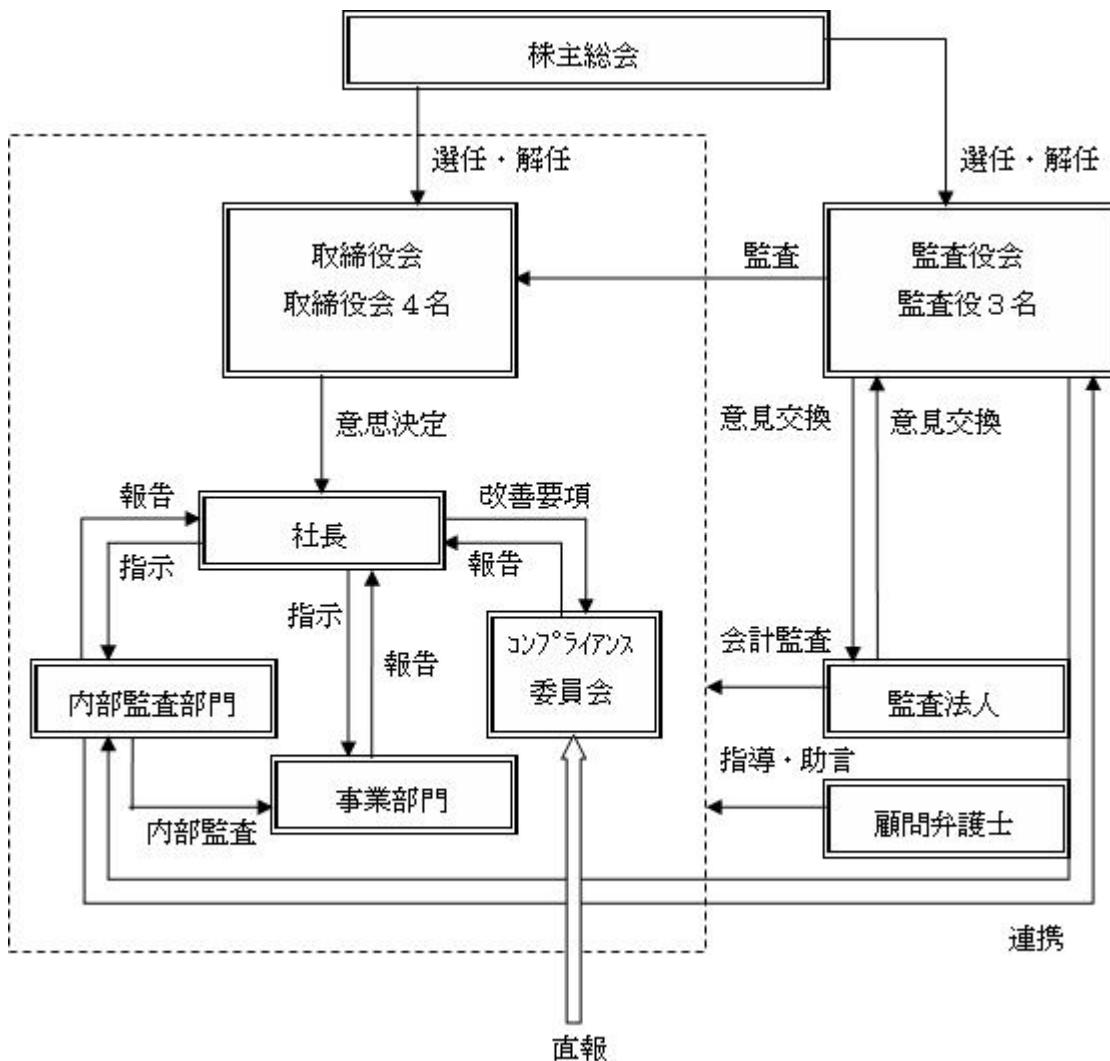 株主総会
選任・解任
選任・解任
取締役会
取締役会４名
監査
監査役会
監査役３名
意思決定
意見交換
意見交換
報告
社長
改善要項
指示
報告
指示
報告
コンプライアンス
委員会
会計監査
内部監査部門
監査法人
指導・助言
事業部門
内部監査
顧問弁護士
連携
直報